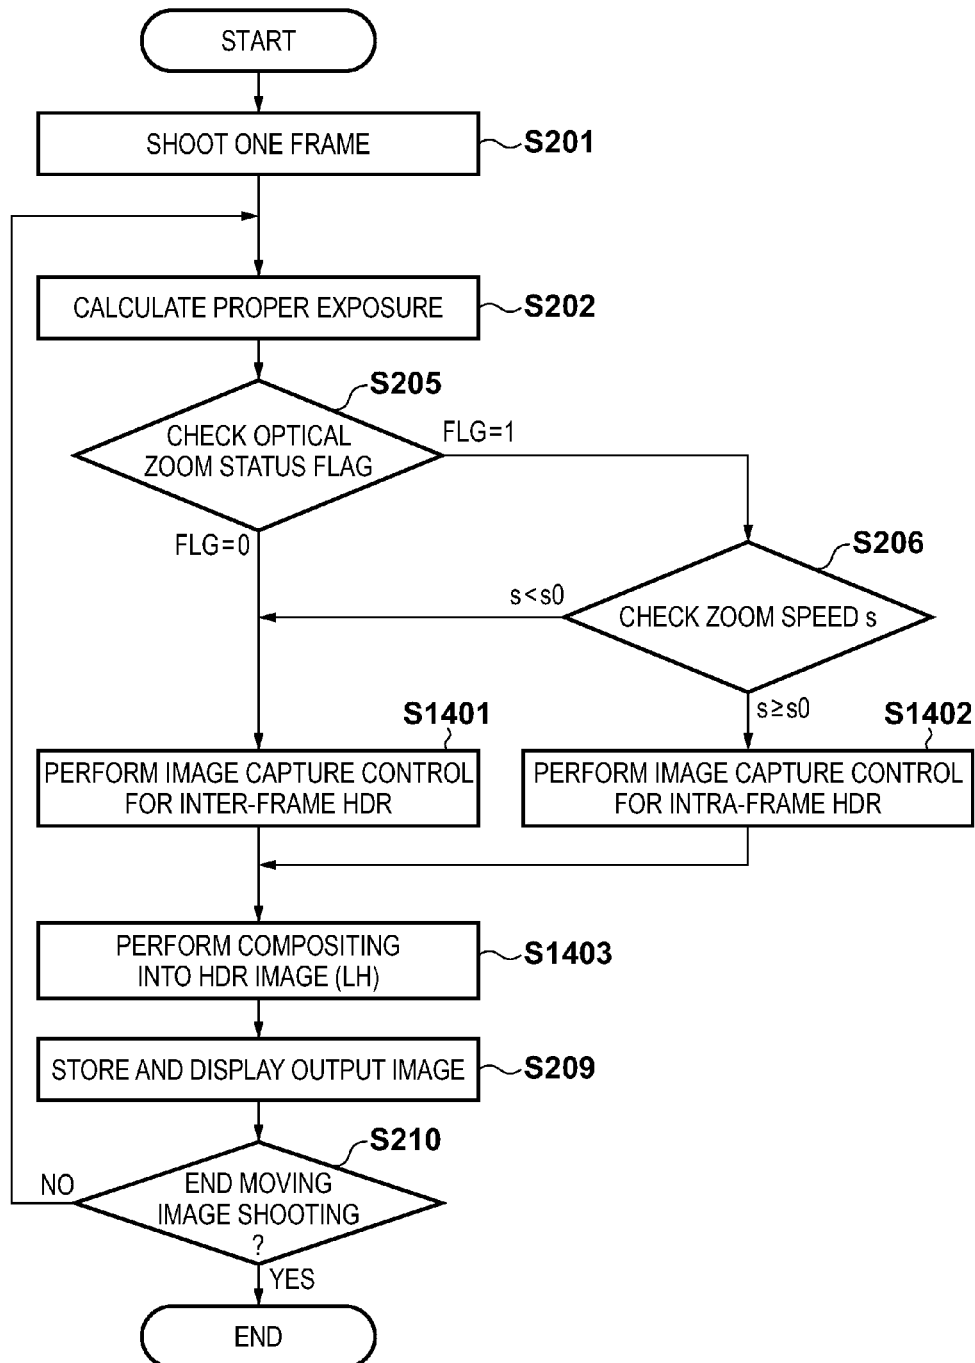 START
SHOOT ONE FRAME
S201
CALCULATE PROPER EXPOSURE
S202
S205
CHECK OPTICAL
ZOOM STATUS FLAG
FLG=1
FLG=0
S206
CHECK ZOOM SPEED s
s<s0
s≥s0
S1401
PERFORM IMAGE CAPTURE CONTROL
FOR INTER-FRAME HDR
S1402
PERFORM IMAGE CAPTURE CONTROL
FOR INTRA-FRAME HDR
PERFORM COMPOSITING
INTO HDR IMAGE (LH)
S1403
STORE AND DISPLAY OUTPUT IMAGE
S209
S210
END MOVING
IMAGE SHOOTING
?
NO
YES
END